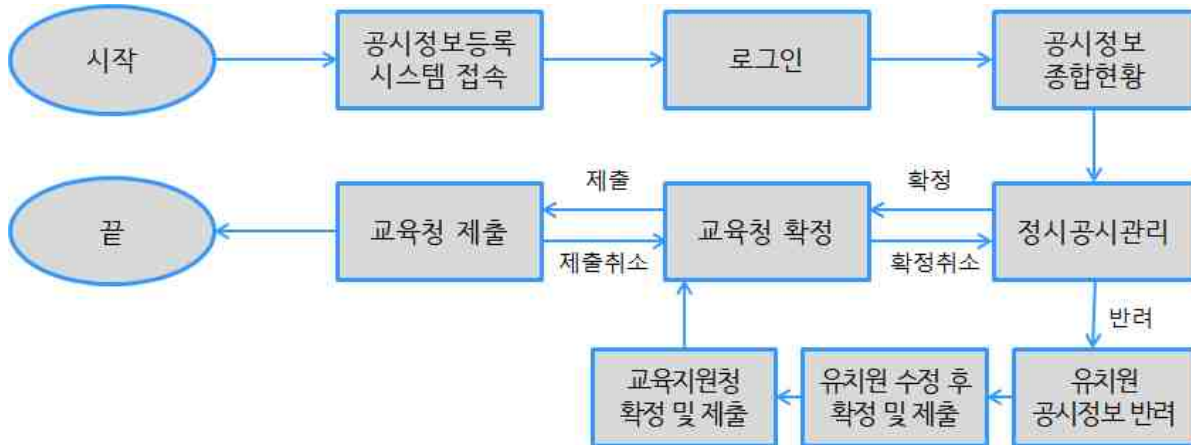 시작
공시정보등록
시스템 접속
로그인
공시정보
종합현황
끝
교육청 제출
제출
제출취소
교육청 확정
확정
확정취소
정시공시관리
반려
교육지원청
확정 및 제출
유치원 수정 후
확정 및 제출
유치원
공시정보 반려